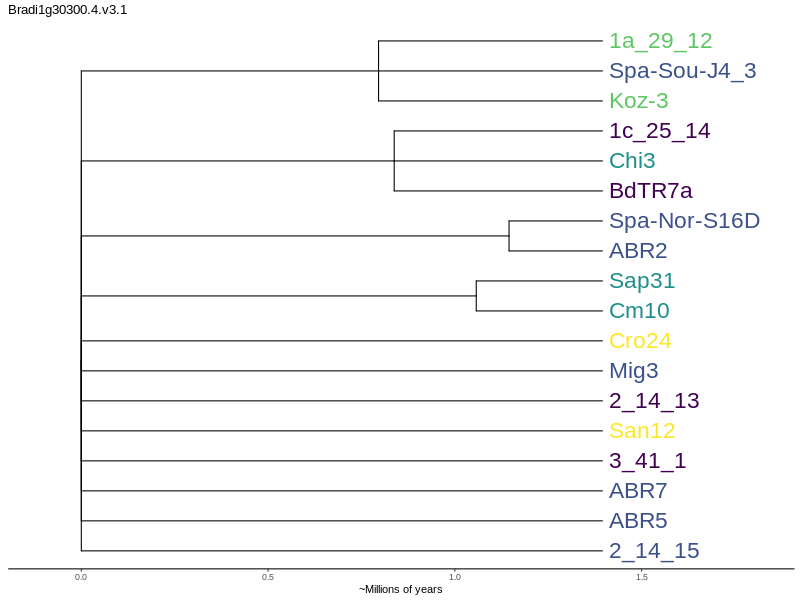 Bradi1g30300.4.v3.1
1a_29_12
Spa-Sou-J4_3
Koz-3
1c_25_14
Chi3
BdTR7a
Spa-Nor-S16D
ABR2
Sap31
Cm10
Cro24
Mig3
2_14_13
San12
3_41_1
ABR7
ABR5
2_14_15
0.0 0.5 1.0 1.5
~Millions of years